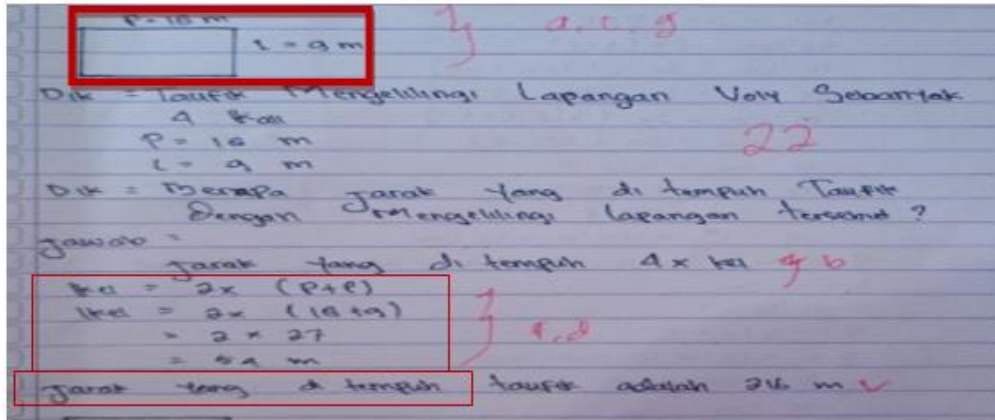 P = 18 m
l = 9 m
a, c, g
Dik = Taufik Mengelilingi Lapangan Voly Sebanyak
4 kali
P = 18 m
22
l = 9 m
Dik = Berapa jarak yang di tempuh Taufik
Dengan Mengelilingi lapangan tersebut ?
Jawab =
Jarak yang di tempuh 4 x kel
b
kel = 2x (P+l)
kel = 2x (18+9)
= 2 x 27
= 54 m
Jarak yang di tempuh taufik adalah 216 m